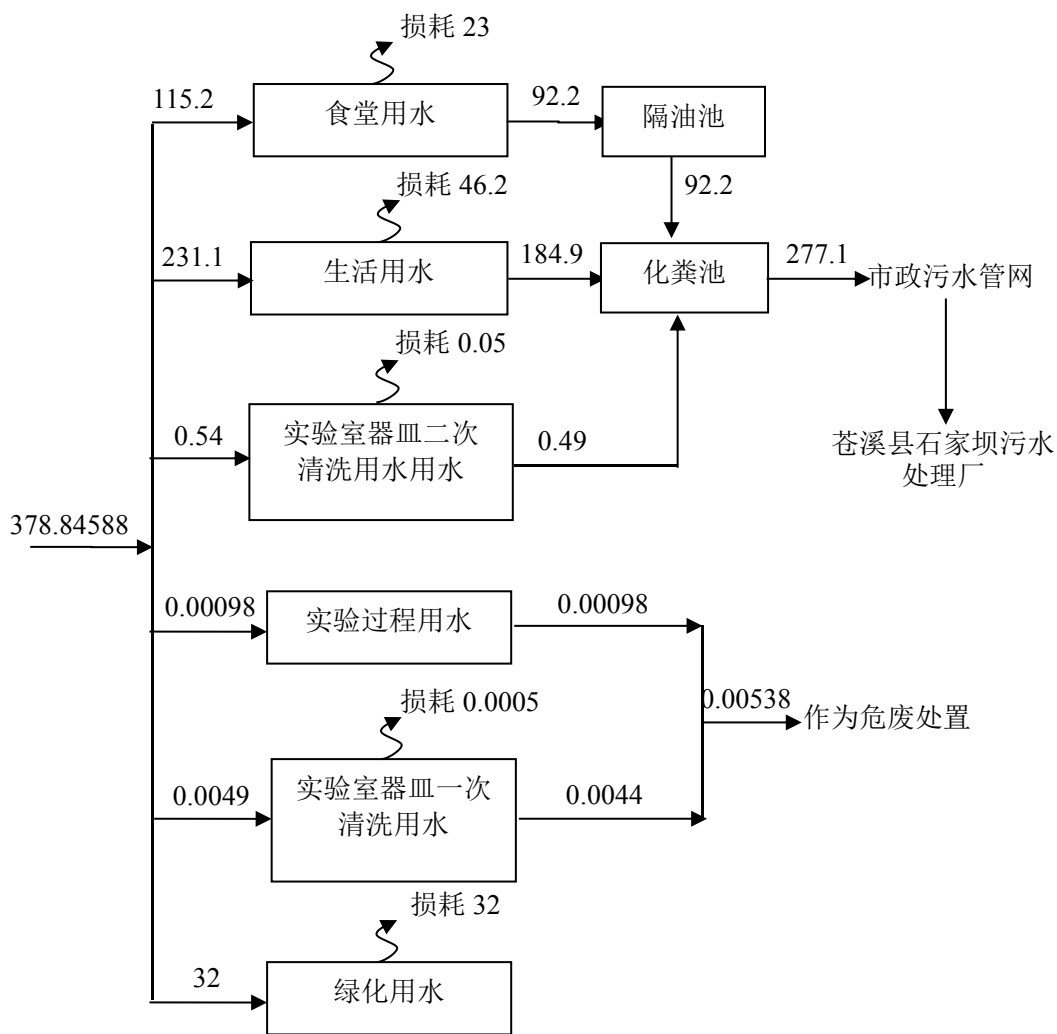 损耗 23
115.2
食堂用水
92.2
隔油池
损耗 46.2
92.2
231.1
生活用水
184.9
化粪池
277.1
市政污水管网
损耗 0.05
0.54
实验室器皿二次
清洗用水用水
0.49
苍溪县石家坝污水
处理厂
378.84588
0.00098
实验过程用水
0.00098
损耗 0.0005
0.00538
作为危废处置
0.0049
实验室器皿一次
清洗用水
0.0044
损耗 32
32
绿化用水